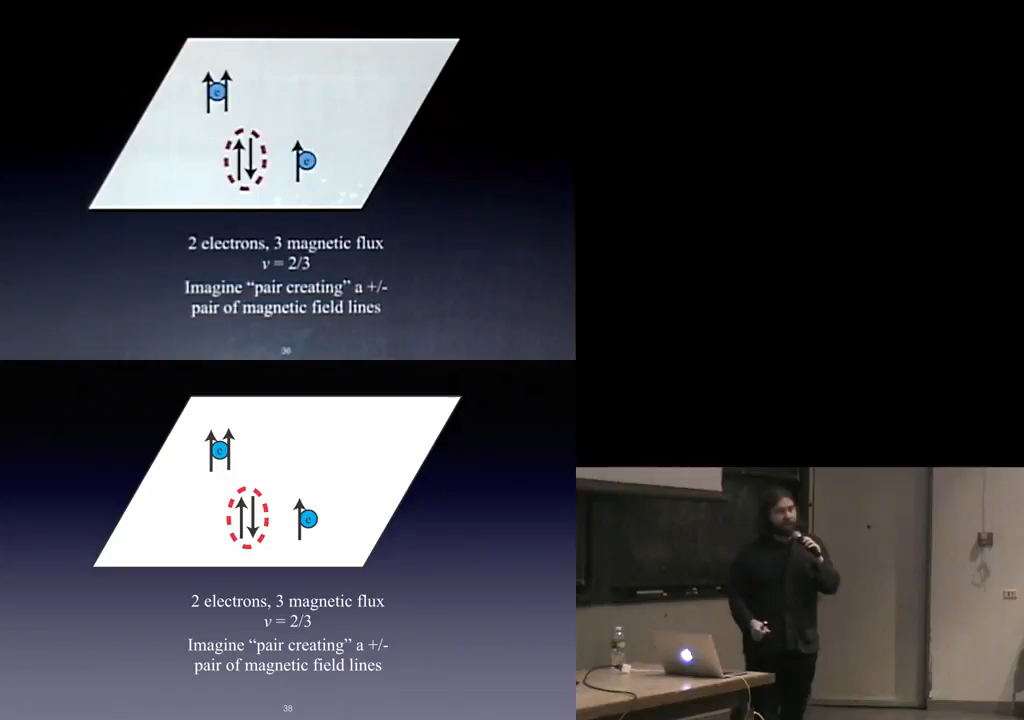 e
e
2 electrons, 3 magnetic flux
ν = 2/3
Imagine “pair creating” a +/-
pair of magnetic field lines
38
e
e
2 electrons, 3 magnetic flux
ν = 2/3
Imagine “pair creating” a +/-
pair of magnetic field lines
38